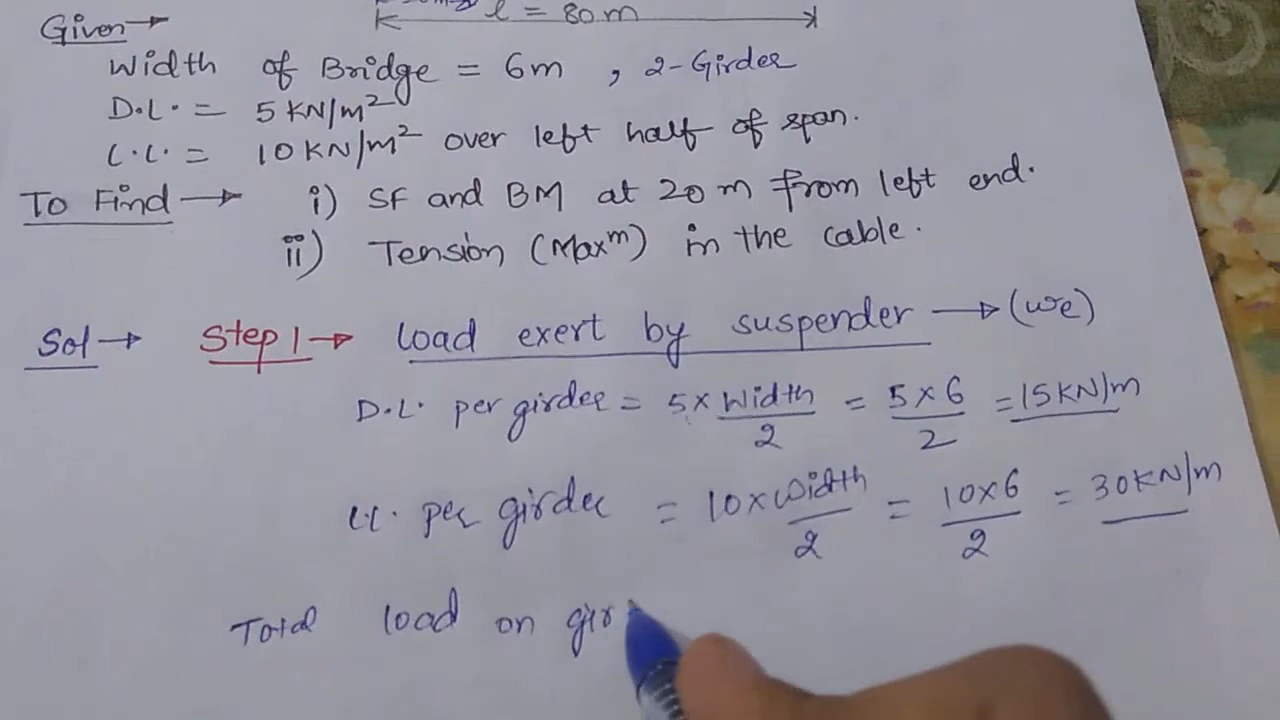 l = 80m
Given →
Width of Bridge = 6m , 2-Girder
D.L. = 5 KN/m²
L.L. = 10 KN/m² over left half of span.
To Find → i) SF and BM at 20 m from left end.
ii) Tension (Maxᵐ) in the cable.
Sol → Step 1 → Load exert by suspender → (we)
D.L. per girder = 5 × Width/2 = 5×6/2 = 15 KN/m
L.L. per girder = 10 × Width/2 = 10×6/2 = 30 KN/m
Total load on gir